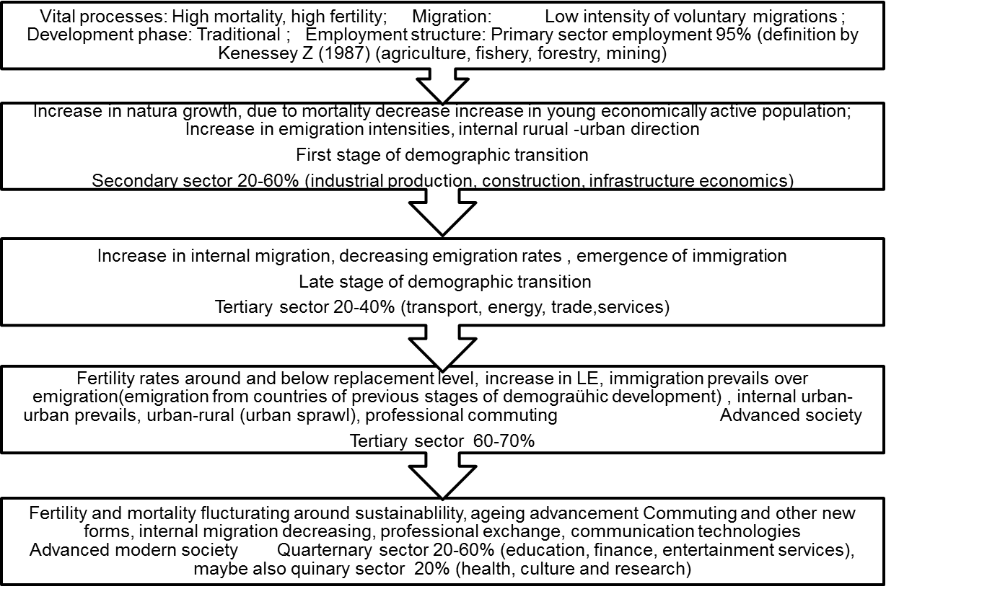 Vital processes: High mortality, high fertility; Migration: Low intensity of voluntary migrations ;
Development phase: Traditional ; Employment structure: Primary sector employment 95% (definition by
Kenessey Z (1987) (agriculture, fishery, forestry, mining)
Increase in natura growth, due to mortality decrease increase in young economically active population;
Increase in emigration intensities, internal rurual -urban direction
First stage of demographic transition
Secondary sector 20-60% (industrial production, construction, infrastructure economics)
Increase in internal migration, decreasing emigration rates , emergence of immigration
Late stage of demographic transition
Tertiary sector 20-40% (transport, energy, trade,services)
Fertility rates around and below replacement level, increase in LE, immigration prevails over
emigration(emigration from countries of previous stages of demograühic development) , internal urban-
urban prevails, urban-rural (urban sprawl), professional commuting Advanced society
Tertiary sector 60-70%
Fertility and mortality flucturating around sustainablility, ageing advancement Commuting and other new
forms, internal migration decreasing, professional exchange, communication technologies
Advanced modern society Quarternary sector 20-60% (education, finance, entertainment services),
maybe also quinary sector 20% (health, culture and research)